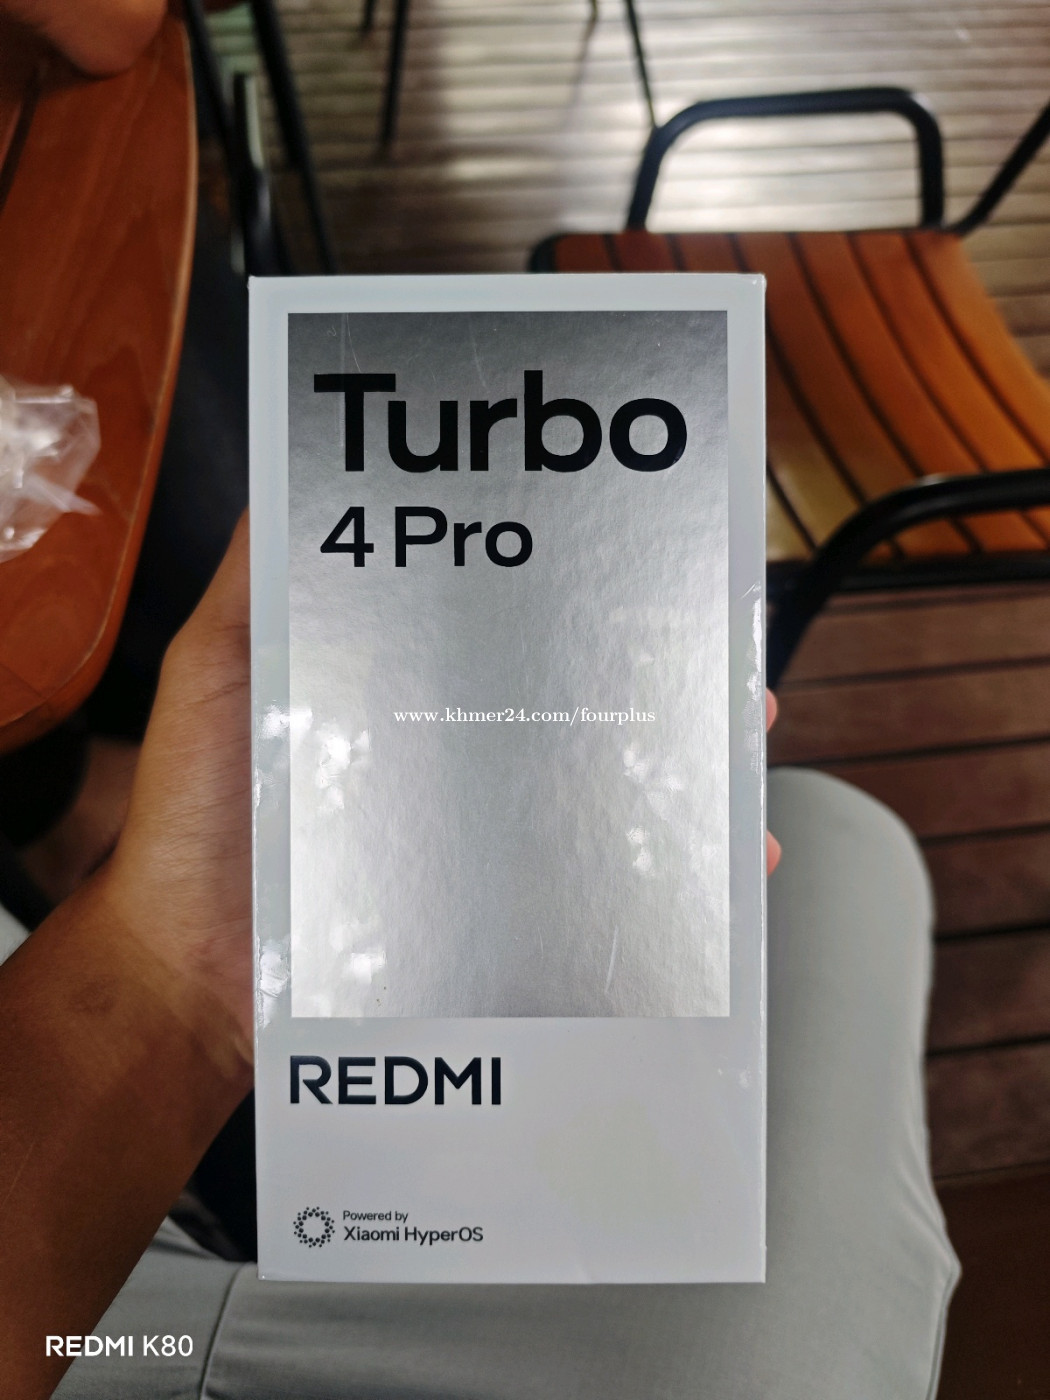 Turbo
4 Pro
www.khmer24.com/fourplus
REDMI
Powered by
Xiaomi HyperOS
REDMI K80